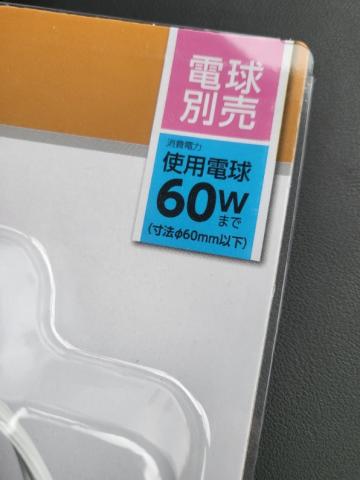 電球
別売
消費電力
使用電球
60Wまで
(寸法φ60mm以下)